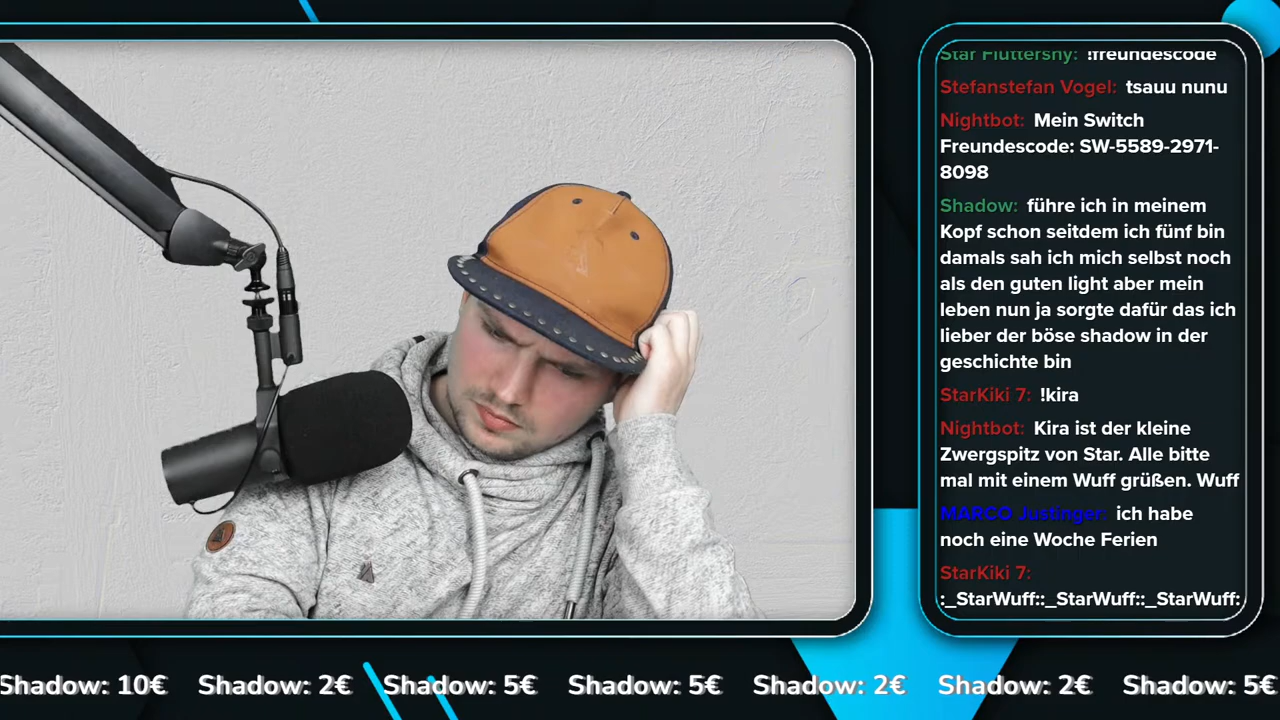 Star Fluttershy: !freundescode
Stefanstefan Vogel: tsauu nunu
Nightbot: Mein Switch
Freundescode: SW-5589-2971-
8098
Shadow: führe ich in meinem
Kopf schon seitdem ich fünf bin
damals sah ich mich selbst noch
als den guten light aber mein
leben nun ja sorgte dafür das ich
lieber der böse shadow in der
geschichte bin
StarKiki 7: !kira
Nightbot: Kira ist der kleine
Zwergspitz von Star. Alle bitte
mal mit einem Wuff grüßen. Wuff
MARCO Justinger: ich habe
noch eine Woche Ferien
StarKiki 7:
:_StarWuff::_StarWuff::_StarWuff:
Shadow: 10€ Shadow: 2€ Shadow: 5€ Shadow: 5€ Shadow: 2€ Shadow: 2€ Shadow: 5€